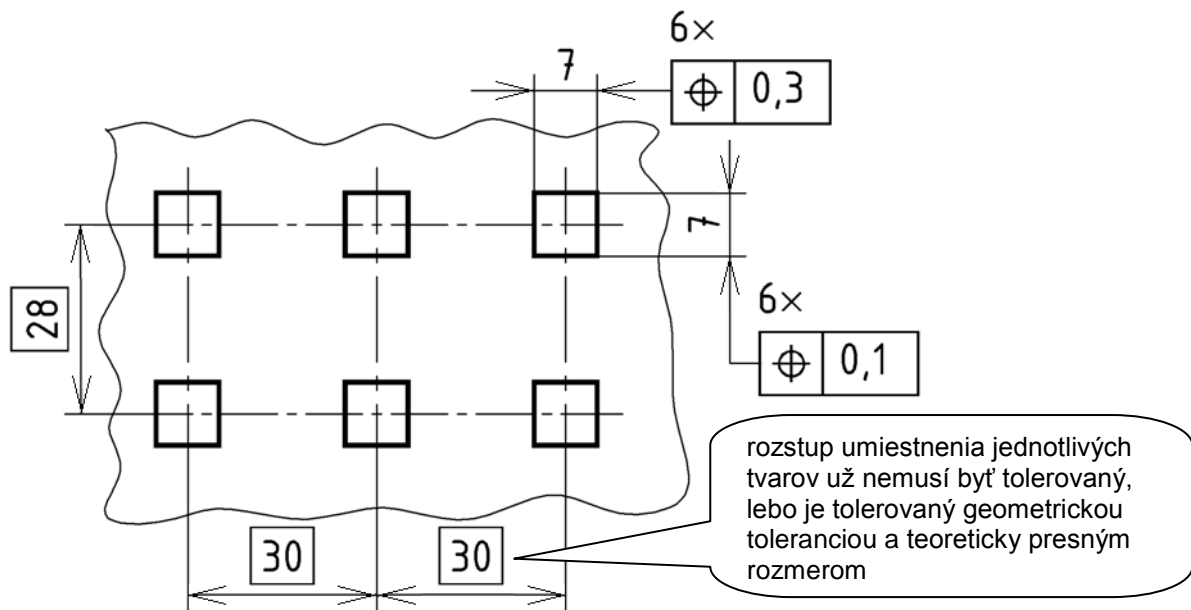 6×
7
⌖ 0,3
7
28
6×
⌖ 0,1
rozstup umiestnenia jednotlivých
tvarov už nemusí byť tolerovaný,
lebo je tolerovaný geometrickou
toleranciou a teoreticky presným
rozmerom
30
30